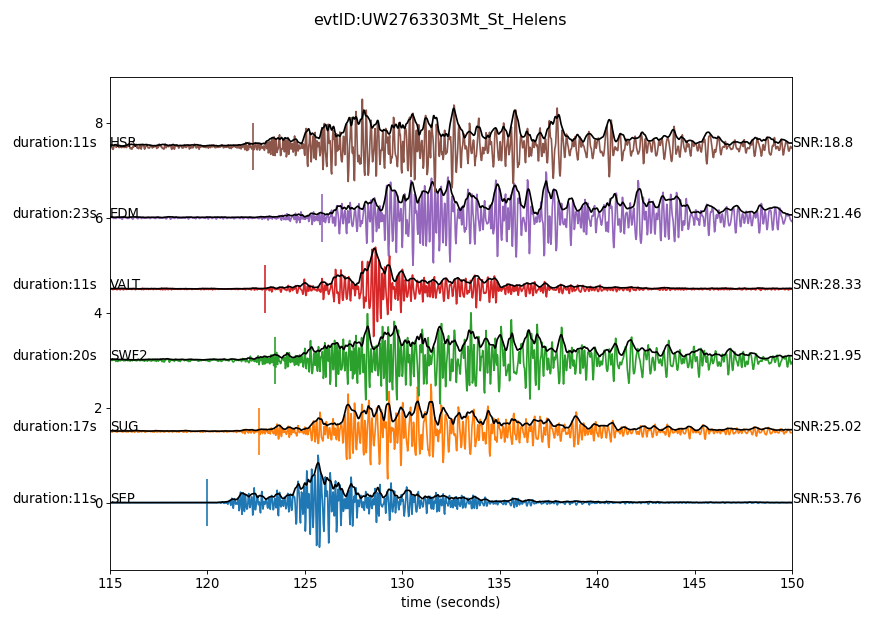 evtID:UW2763303Mt_St_Helens
8
duration:11s HSR SNR:18.8
duration:23s EDM SNR:21.46
6
duration:11s VALT SNR:28.33
4
duration:20s SWF2 SNR:21.95
2
duration:17s SUG SNR:25.02
duration:11s SEP SNR:53.76
0
115 120 125 130 135 140 145 150
time (seconds)